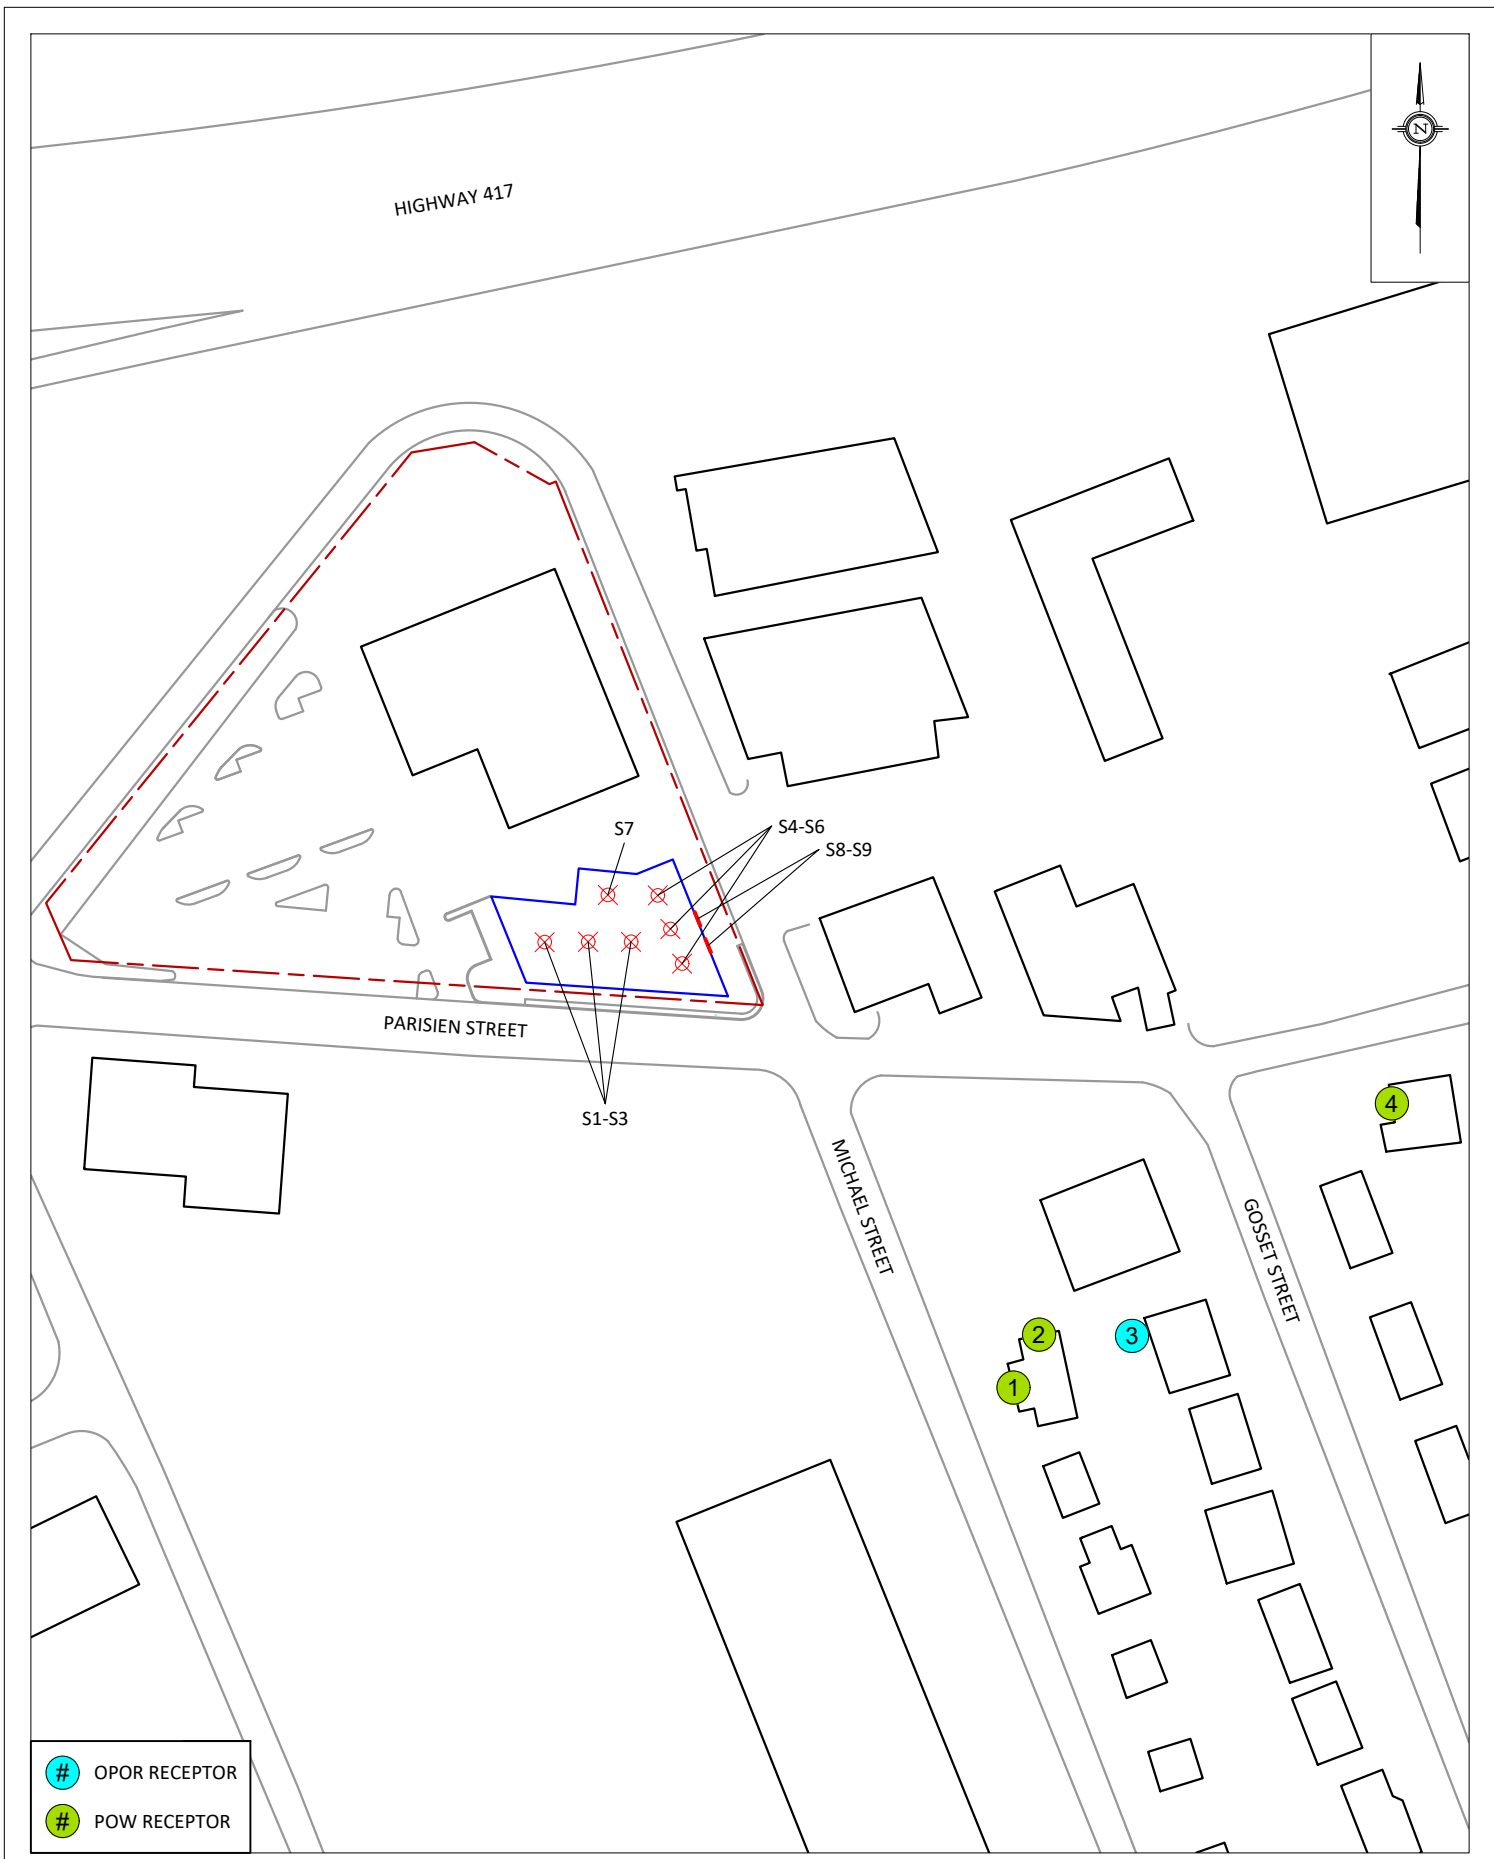 N
HIGHWAY 417
S7
S4-S6
S8-S9
PARISIEN STREET
S1-S3
4
MICHAEL STREET
GOSSET STREET
2
3
1
# OPOR RECEPTOR
# POW RECEPTOR